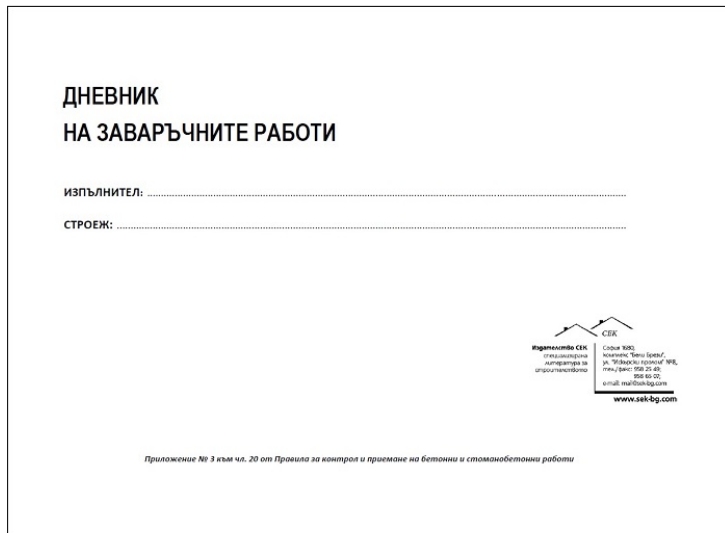 ДНЕВНИК
НА ЗАВАРЪЧНИТЕ РАБОТИ
ИЗПЪЛНИТЕЛ:
СТРОЕЖ:
СЕК
Издателство СЕК
специализирана
литература за
строителството
София 1680,
комплекс "Бели брези",
ул. "Искърски пролом" №8,
тел./факс: 958 25 49;
958 66 07;
e-mail: mail@sek-bg.com
www.sek-bg.com
Приложение № 3 към чл. 20 от Правила за контрол и приемане на бетонни и стоманобетонни работи